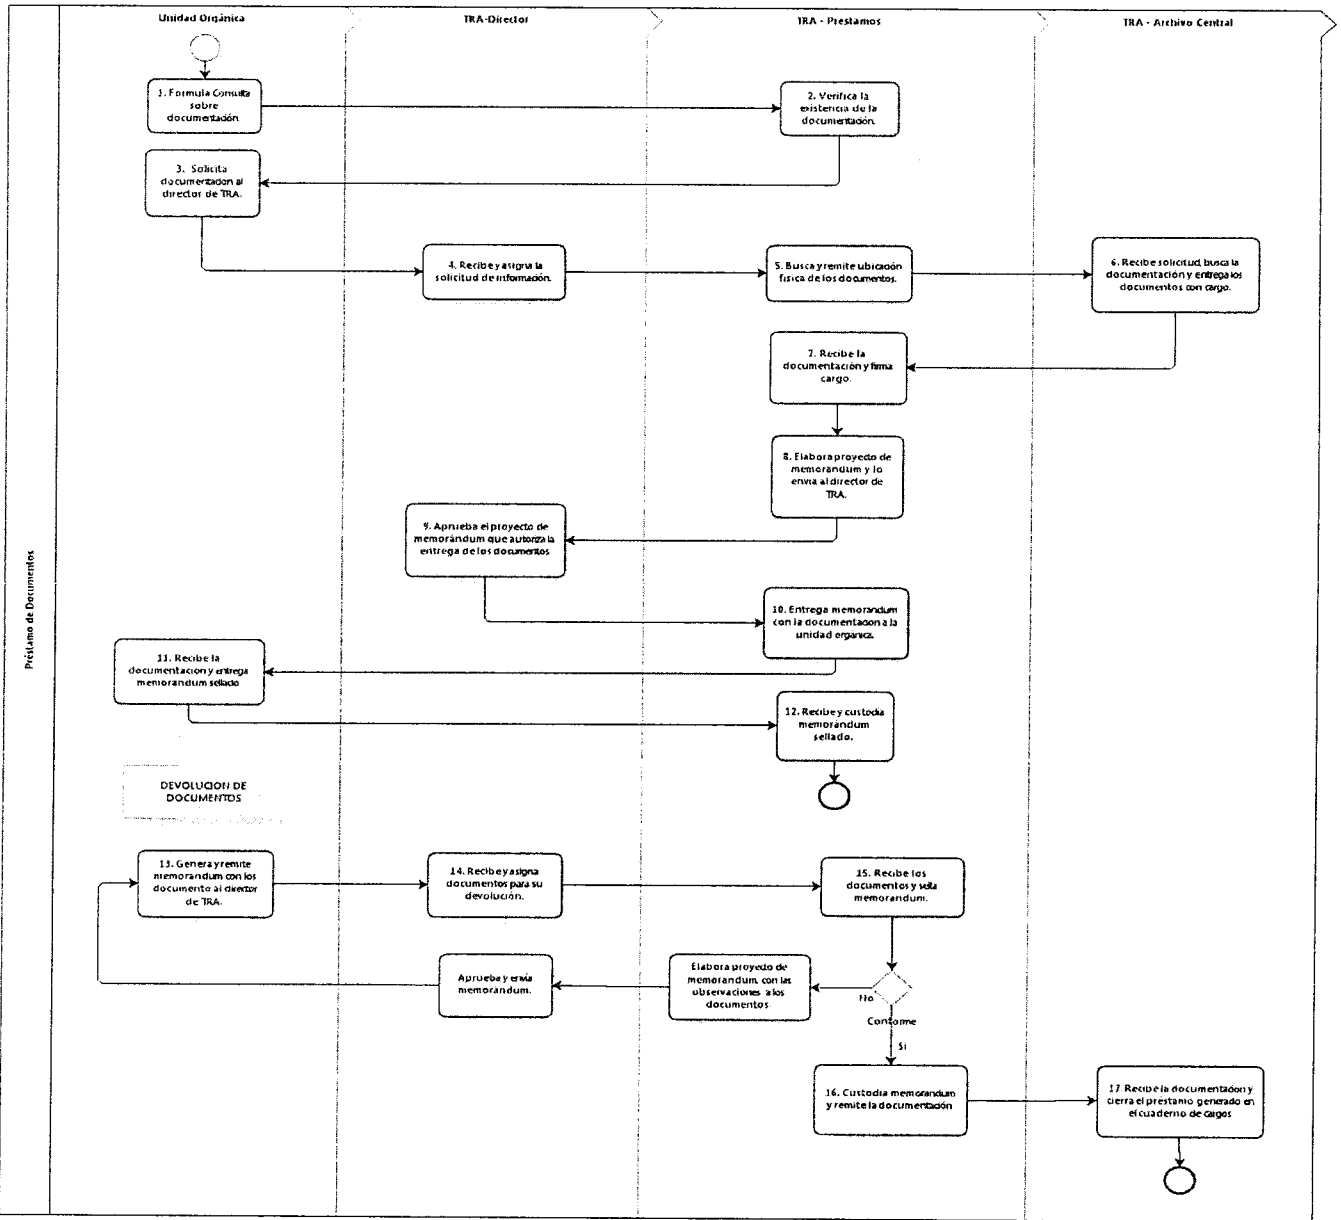 Unidad Orgánica
TRA-Director
TRA - Prestamos
TRA - Archivo Central
Préstamo de Documentos
1. Formula Consulta
sobre
documentación.
2. Verifica la
existencia de la
documentación.
3. Solicita
documentacion al
director de TRA.
4. Recibe y asigna la
solicitud de información.
5. Busca y remite ubicación
fisica de los documentos.
6. Recibe solicitud, busca la
documentación y entrega los
documentos con cargo.
7. Recibe la
documentación y firma
cargo.
8. Elabora proyecto de
memorandum y lo
envia al director de
TRA.
9. Aprueba el proyecto de
memorándum que autoriza la
entrega de los documentos
10. Entrega memorandum
con la documentacion a la
unidad orgánica.
11. Recibe la
documentacion y entrega
memorandum sellado
12. Recibe y custodia
memorándum
sellado.
DEVOLUCION DE
DOCUMENTOS
13. Genera y remite
memorandum con los
documento al director
de TRA.
14. Recibe y asigna
documentos para su
devolución.
15. Recibe los
documentos y sella
memorandum.
Aprueba y envia
memorandum.
Elabora proyecto de
memorandum, con las
observaciones a los
documentos
No
Conforme
Si
16. Custodia memorandum
y remite la documentación
17. Recibe la documentacion y
cierra el préstamo generado en
el cuaderno de cargos